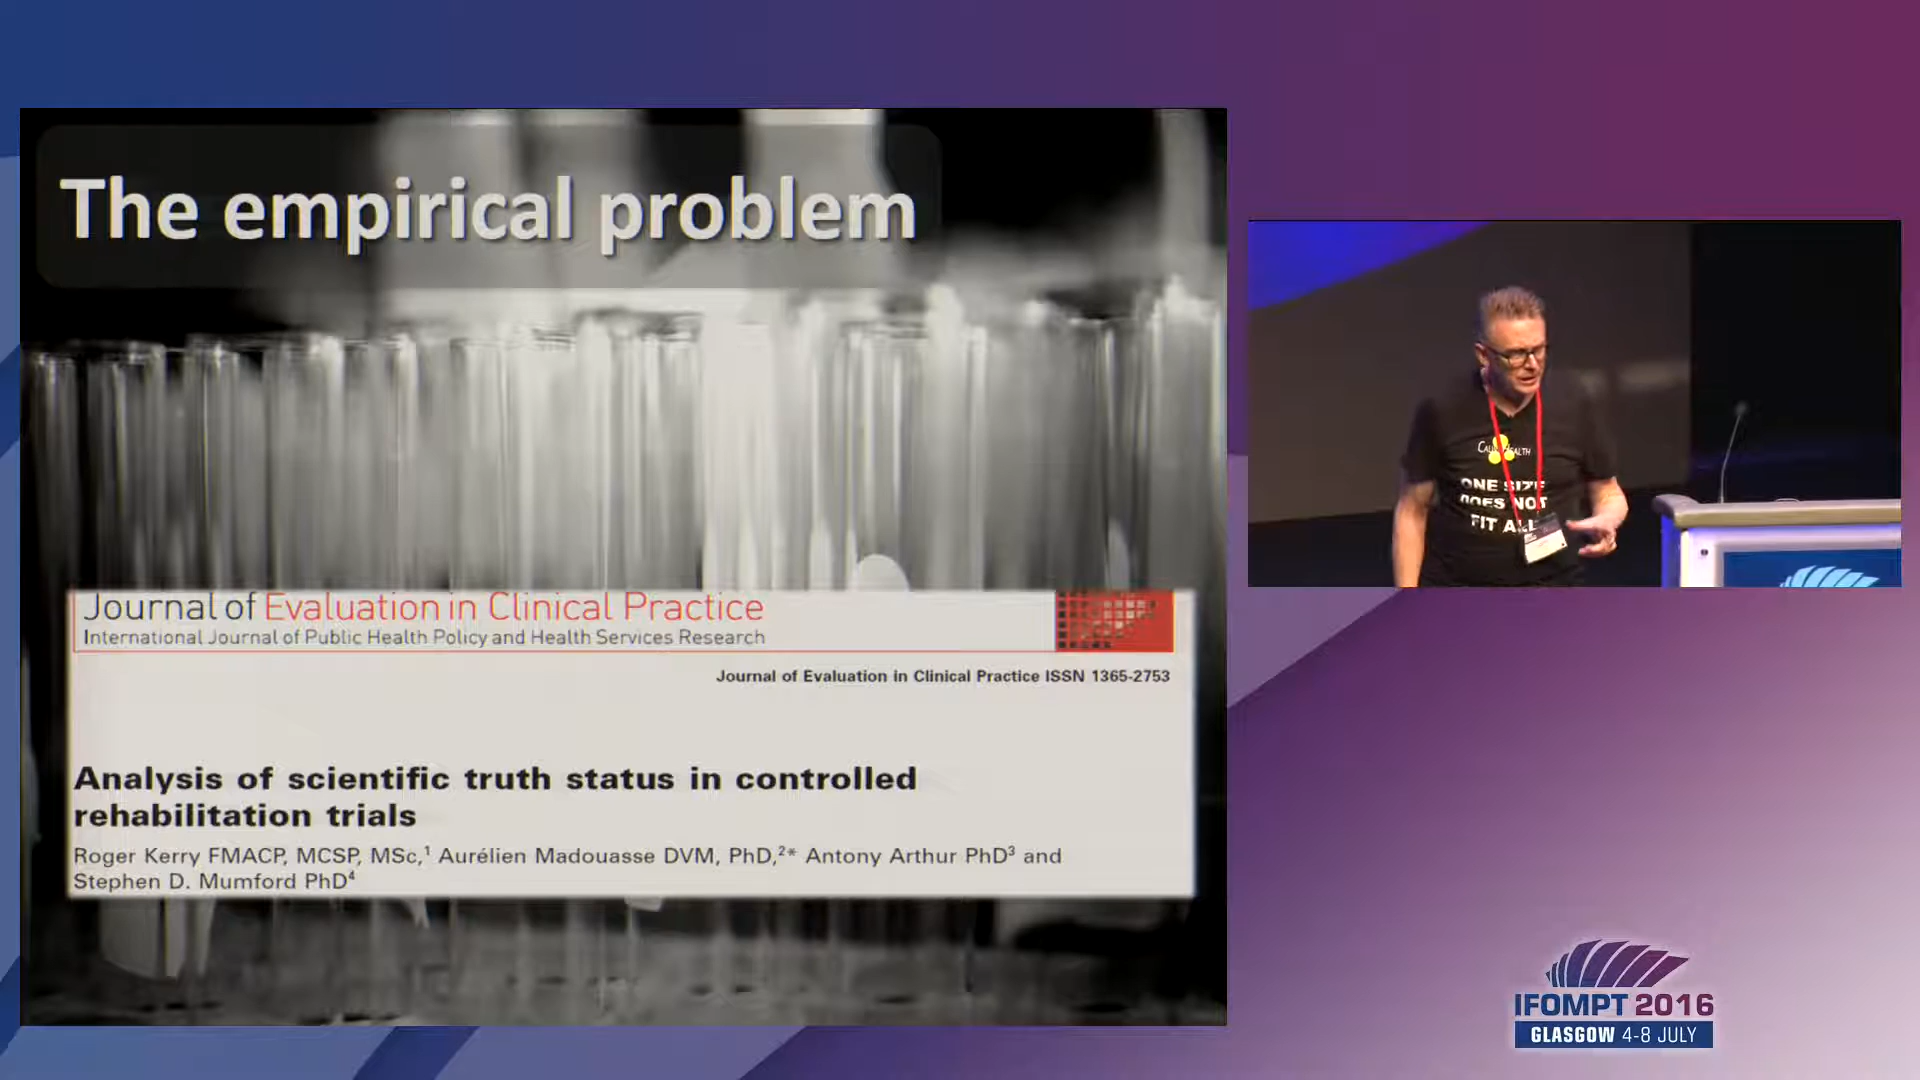 The empirical problem
Journal of Evaluation in Clinical Practice
International Journal of Public Health Policy and Health Services Research
Journal of Evaluation in Clinical Practice ISSN 1365-2753
Analysis of scientific truth status in controlled
rehabilitation trials
Roger Kerry FMACP, MCSP, MSc,¹ Aurélien Madouasse DVM, PhD,²* Antony Arthur PhD³ and
Stephen D. Mumford PhD⁴
ONE SIZE
DOES NOT
FIT ALL
IFOMPT 2016
GLASGOW 4-8 JULY